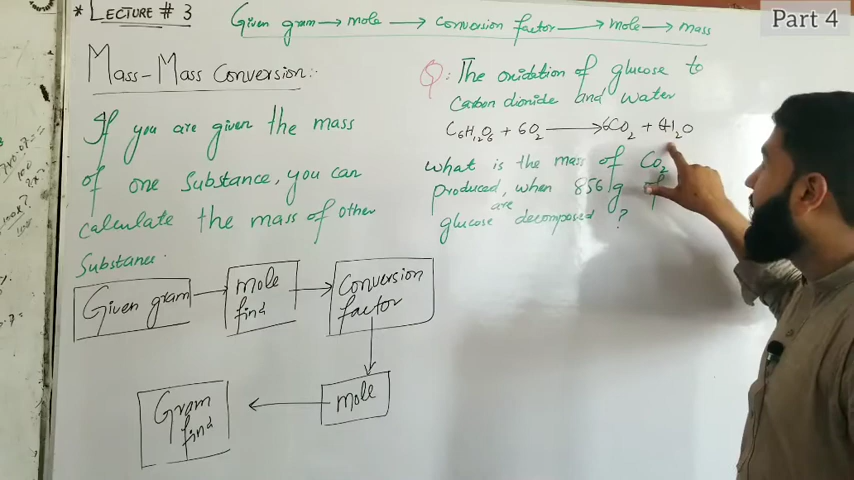 Part 4
* LECTURE # 3
Given gram → mole → Conversion factor → mole → mass
Mass-Mass Conversion:
If you are given the mass
of one Substance, you can
calculate the mass of other
Substance.
Given gram → mole find → Conversion factor
Gram find ← mole
Q: The oxidation of glucose to
Carbon dioxide and water
C6H12O6 + 6O2 → 6CO2 + H2O
what is the mass of CO2
produced, when 856 g of
are
glucose decomposed ?